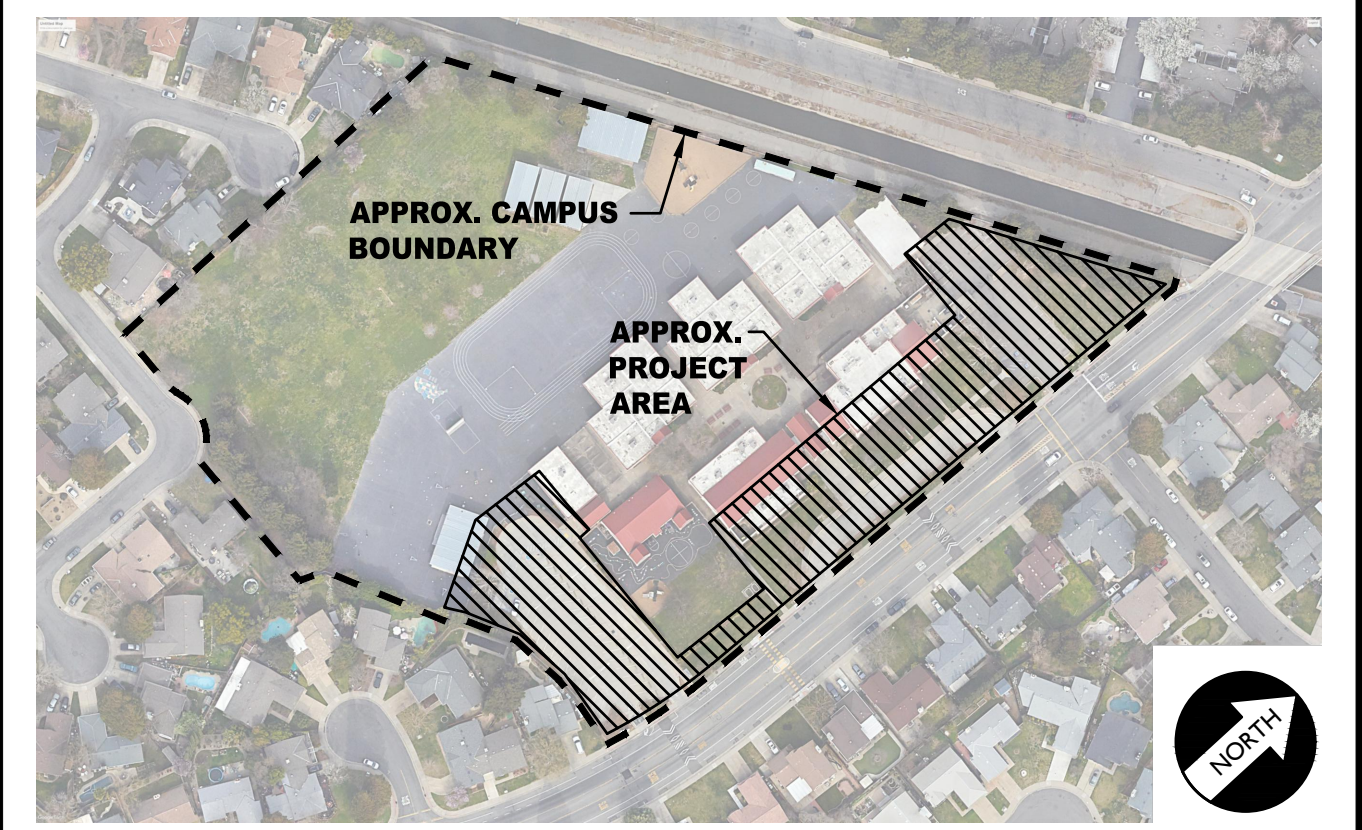 APPROX. CAMPUS
BOUNDARY
APPROX.
PROJECT
AREA
NORTH